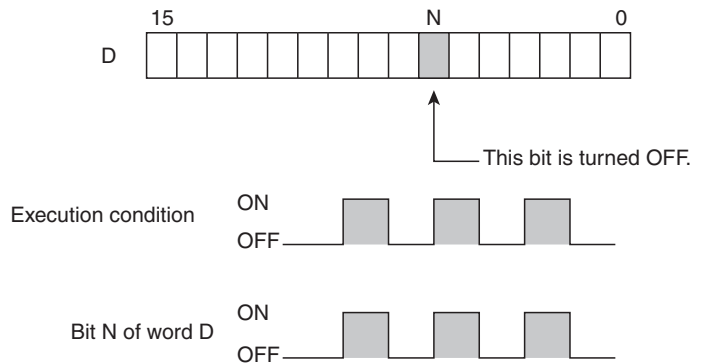 15 N 0
D
This bit is turned OFF.
Execution condition
ON
OFF
Bit N of word D
ON
OFF